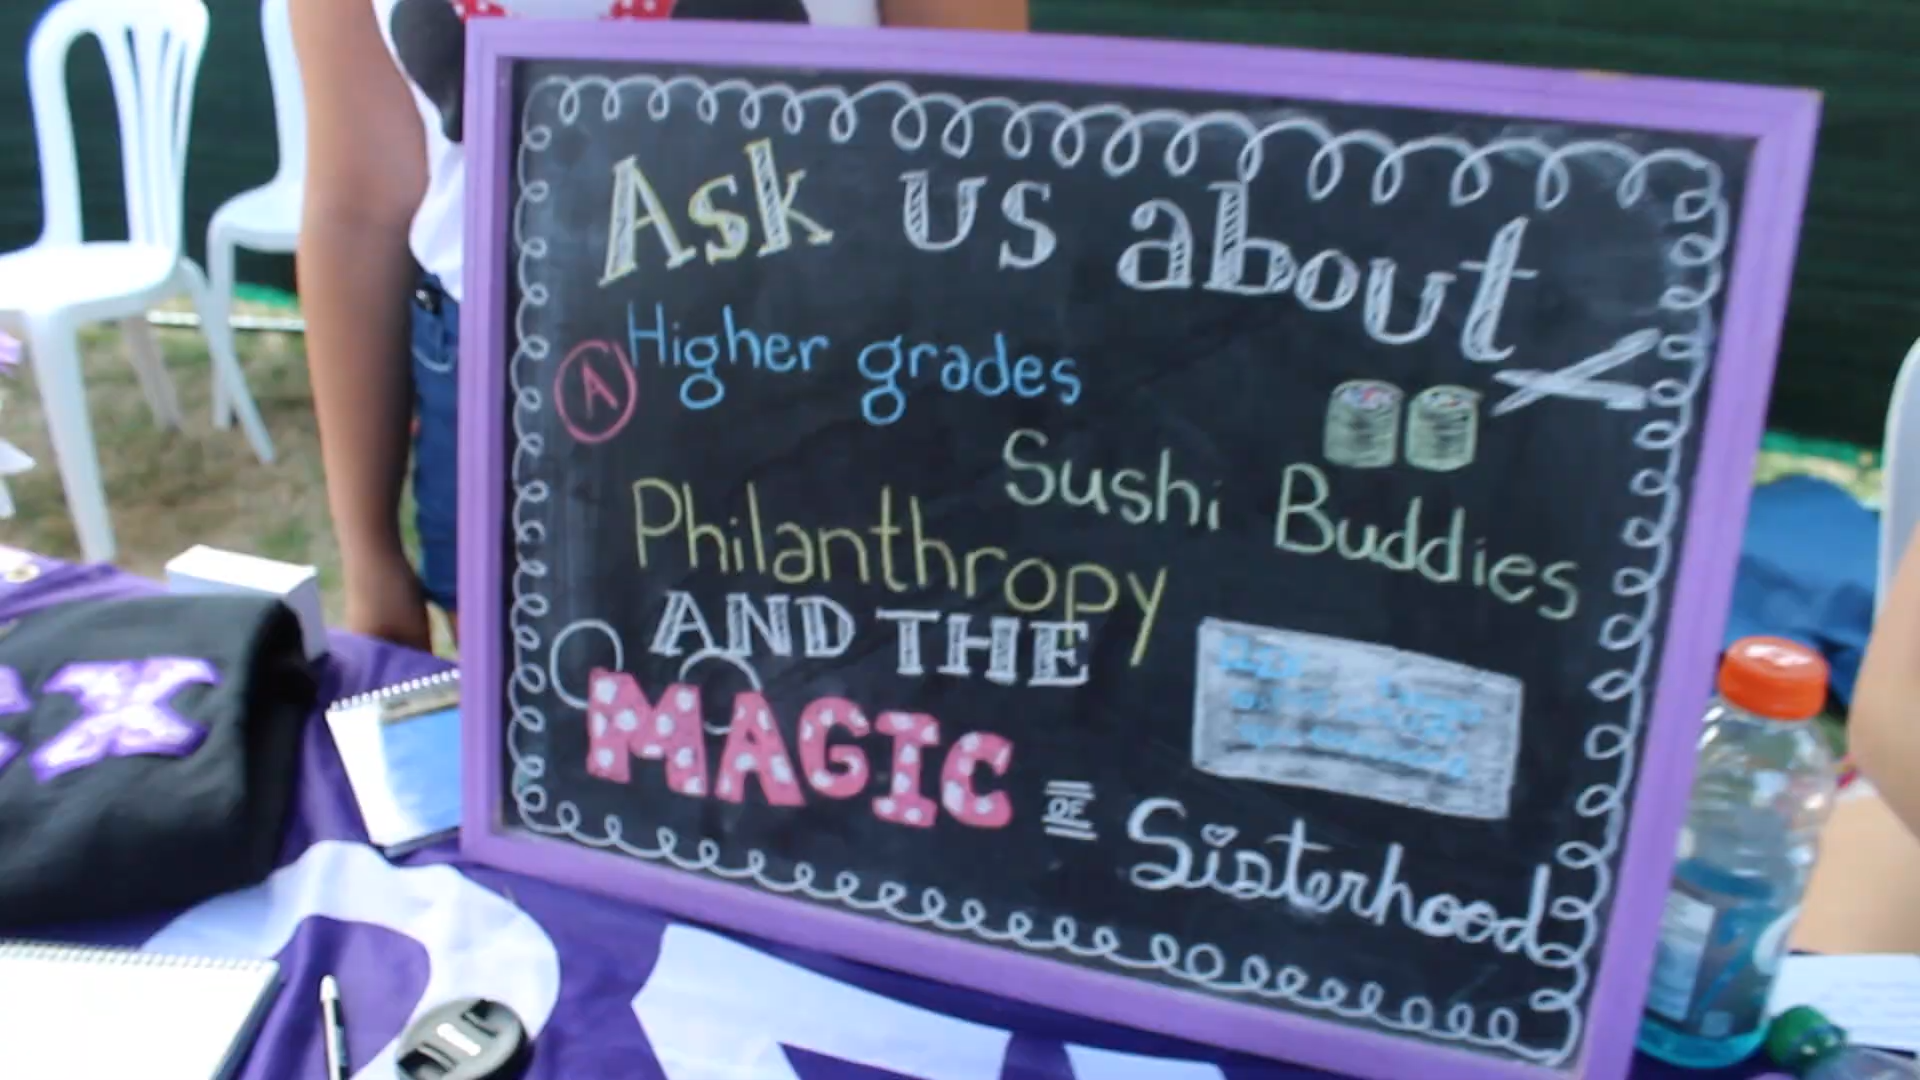 Ask us about
A Higher grades
Sushi Buddies
Philanthropy
AND THE
MAGIC OF Sisterhood
X